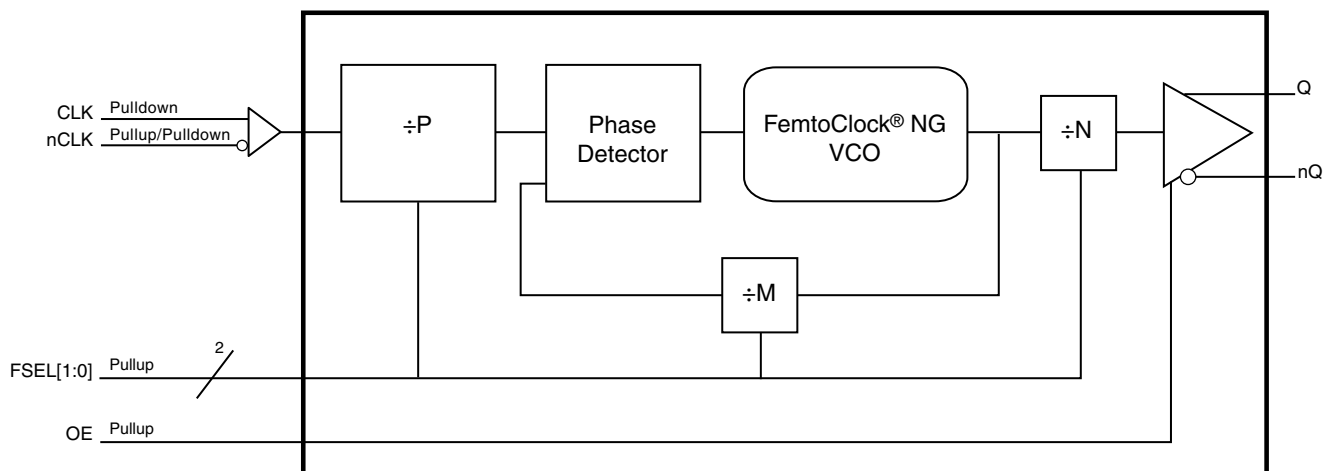 CLK Pulldown
nCLK Pullup/Pulldown
÷P
Phase
Detector
FemtoClock® NG
VCO
÷N
Q
nQ
÷M
2
FSEL[1:0] Pullup
OE Pullup